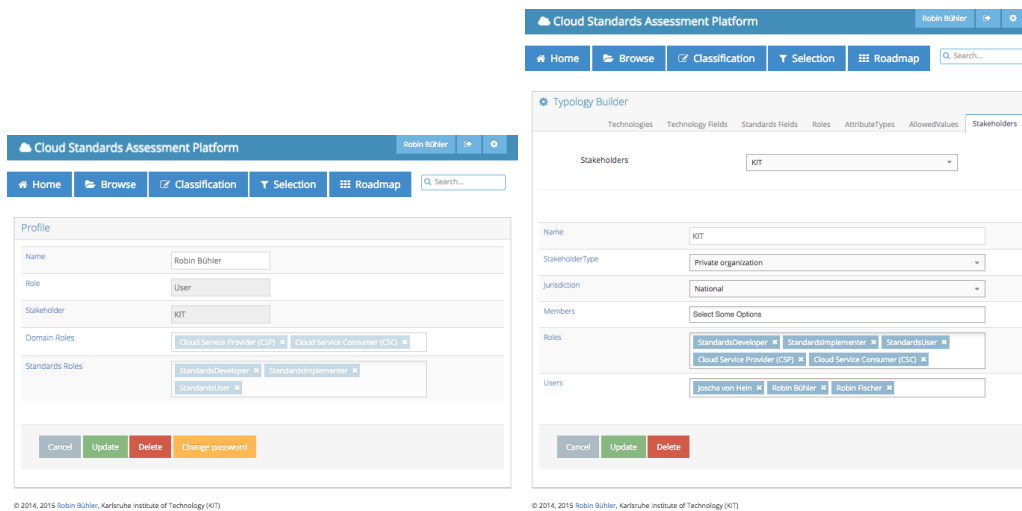 Cloud Standards Assessment Platform
Robin Bühler
Home
Browse
Classification
Selection
Roadmap
Search...
Profile
Name
Robin Bühler
Role
User
Stakeholder
KIT
Domain Roles
Cloud Service Provider (CSP) × Cloud Service Consumer (CSC) ×
Standards Roles
StandardsDeveloper × StandardsImplementer ×
StandardsUser ×
Cancel
Update
Delete
Change password
© 2014, 2015 Robin Bühler, Karlsruhe Institute of Technology (KIT)
Cloud Standards Assessment Platform
Robin Bühler
Home
Browse
Classification
Selection
Roadmap
Search...
Typology Builder
Technologies
Technology Fields
Standards Fields
Roles
AttributeTypes
AllowedValues
Stakeholders
Stakeholders
KIT
Name
KIT
StakeholderType
Private organization
Jurisdiction
National
Members
Select Some Options
Roles
StandardsDeveloper × StandardsImplementer × StandardsUser ×
Cloud Service Provider (CSP) × Cloud Service Consumer (CSC) ×
Users
Joscha von Hein × Robin Bühler × Robin Fischer ×
Cancel
Update
Delete
© 2014, 2015 Robin Bühler, Karlsruhe Institute of Technology (KIT)